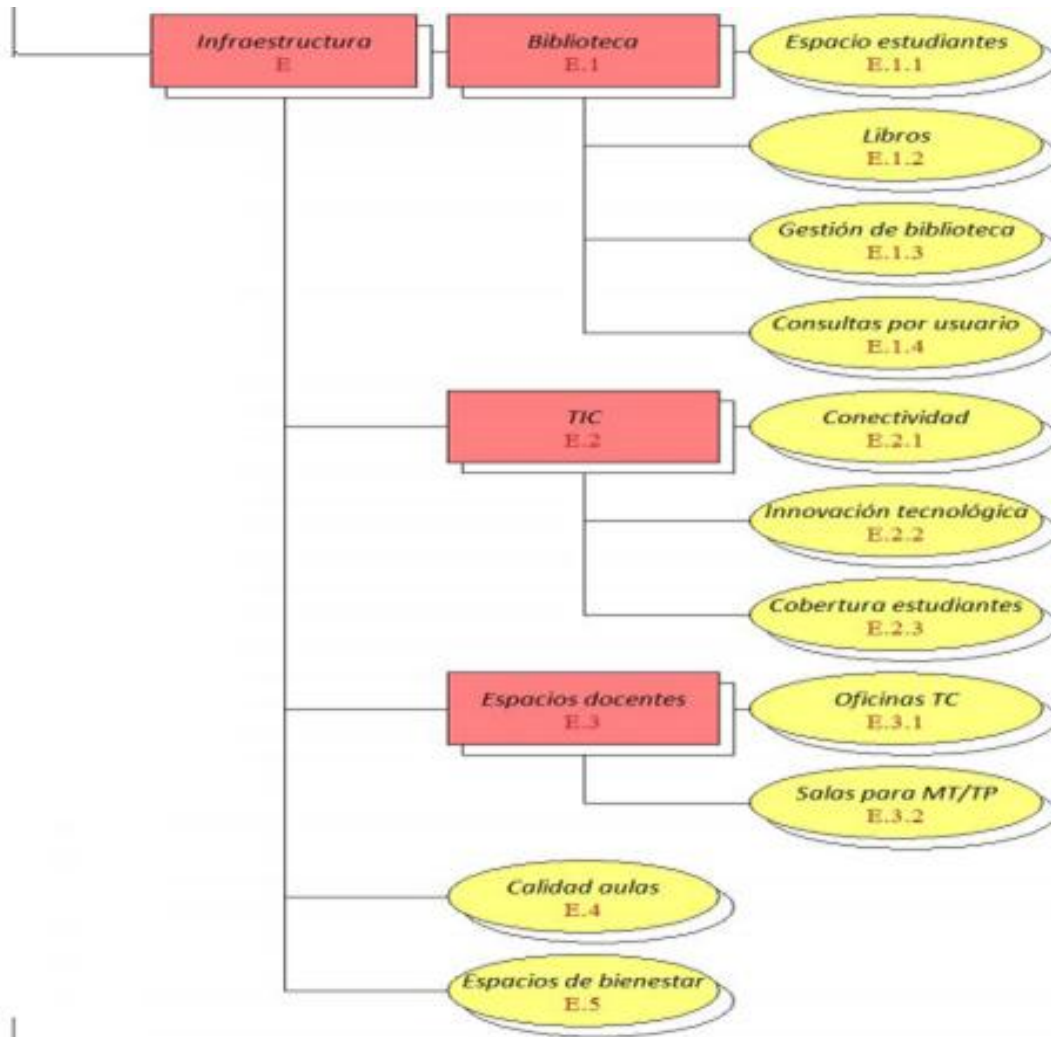 Infraestructura
E
Biblioteca
E.1
Espacio estudiantes
E.1.1
Libros
E.1.2
Gestión de biblioteca
E.1.3
Consultas por usuario
E.1.4
TIC
E.2
Conectividad
E.2.1
Innovación tecnológica
E.2.2
Cobertura estudiantes
E.2.3
Espacios docentes
E.3
Oficinas TC
E.3.1
Salas para MT/TP
E.3.2
Calidad aulas
E.4
Espacios de bienestar
E.5